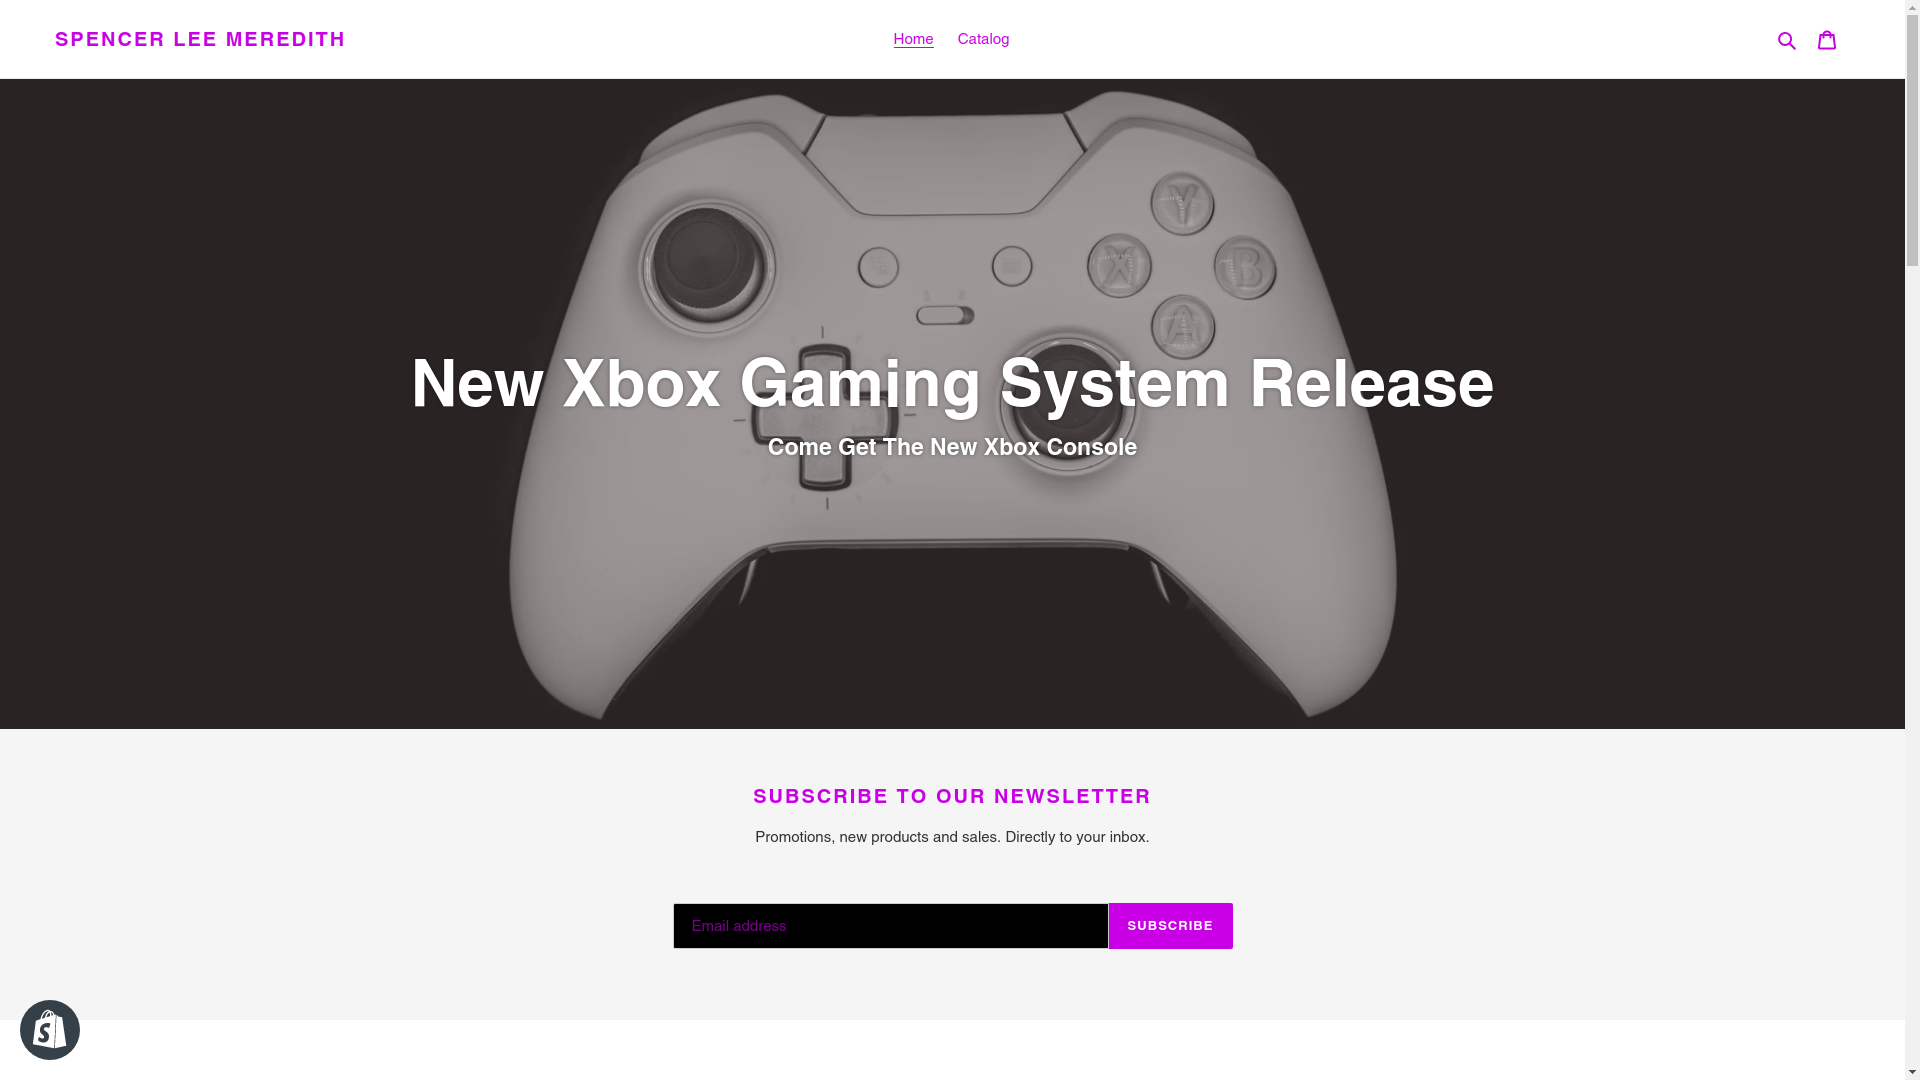 SPENCER LEE MEREDITH
Home Catalog
Y
X B
A
New Xbox Gaming System Release
Come Get The New Xbox Console
SUBSCRIBE TO OUR NEWSLETTER
Promotions, new products and sales. Directly to your inbox.
Email address SUBSCRIBE